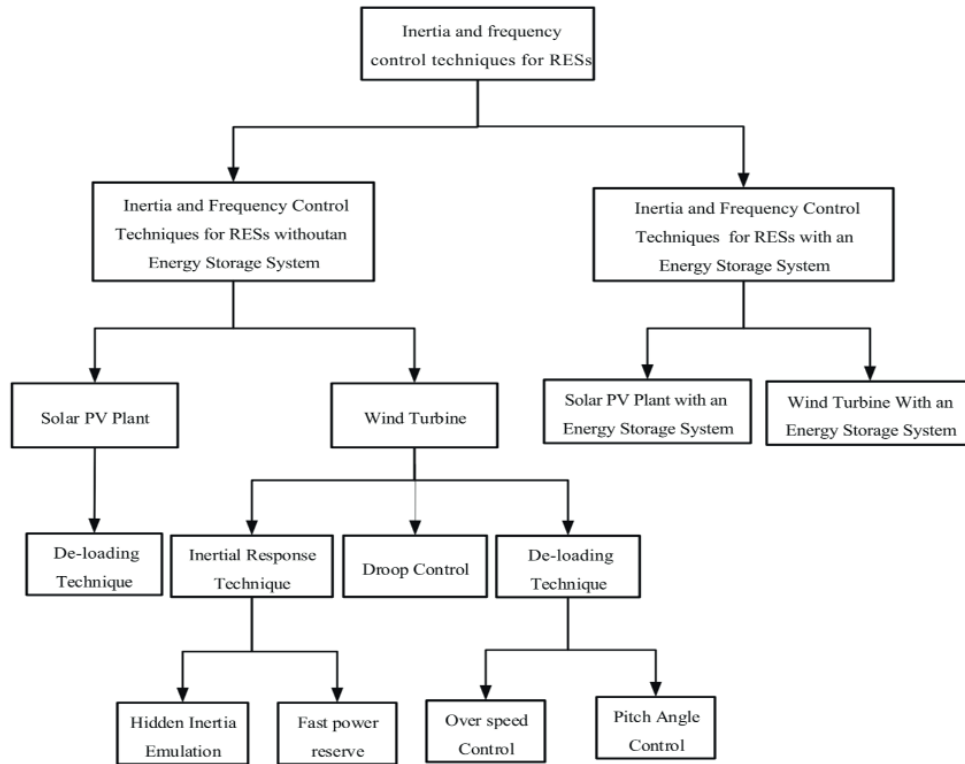 Inertia and frequency
control techniques for RESs
Inertia and Frequency Control
Techniques for RESs withoutan
Energy Storage System
Inertia and Frequency Control
Techniques for RESs with an
Energy Storage System
Solar PV Plant
Wind Turbine
Solar PV Plant with an
Energy Storage System
Wind Turbine With an
Energy Storage System
De-loading
Technique
Inertial Response
Technique
Droop Control
De-loading
Technique
Hidden Inertia
Emulation
Fast power
reserve
Over speed
Control
Pitch Angle
Control